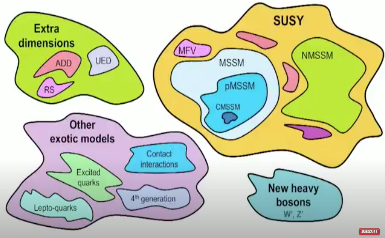 Extra
dimensions
ADD
UED
RS
SUSY
MFV
MSSM
NMSSM
pMSSM
CMSSM
Other
exotic models
Contact
interactions
Excited
quarks
Lepto-quarks
4th generation
New heavy
bosons
W', Z'